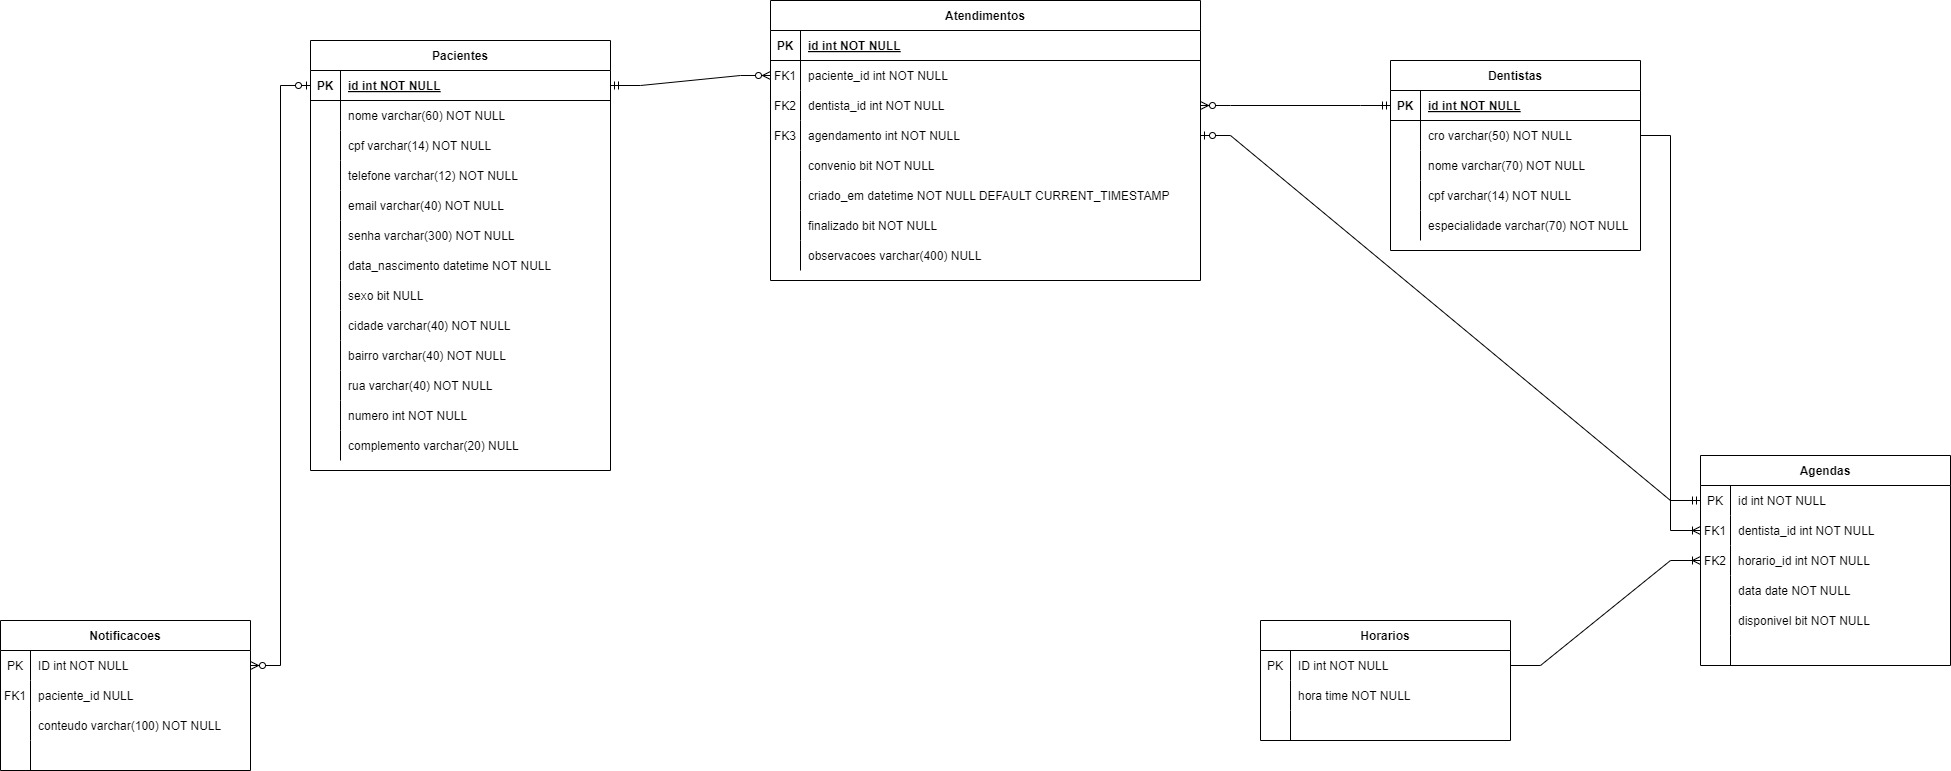 Pacientes
PK id int NOT NULL
nome varchar(60) NOT NULL
cpf varchar(14) NOT NULL
telefone varchar(12) NOT NULL
email varchar(40) NOT NULL
senha varchar(300) NOT NULL
data_nascimento datetime NOT NULL
sexo bit NULL
cidade varchar(40) NOT NULL
bairro varchar(40) NOT NULL
rua varchar(40) NOT NULL
numero int NOT NULL
complemento varchar(20) NULL
Atendimentos
PK id int NOT NULL
FK1 paciente_id int NOT NULL
FK2 dentista_id int NOT NULL
FK3 agendamento int NOT NULL
convenio bit NOT NULL
criado_em datetime NOT NULL DEFAULT CURRENT_TIMESTAMP
finalizado bit NOT NULL
observacoes varchar(400) NULL
Dentistas
PK id int NOT NULL
cro varchar(50) NOT NULL
nome varchar(70) NOT NULL
cpf varchar(14) NOT NULL
especialidade varchar(70) NOT NULL
Agendas
PK id int NOT NULL
FK1 dentista_id int NOT NULL
FK2 horario_id int NOT NULL
data date NOT NULL
disponivel bit NOT NULL
Notificacoes
PK ID int NOT NULL
FK1 paciente_id NULL
conteudo varchar(100) NOT NULL
Horarios
PK ID int NOT NULL
hora time NOT NULL